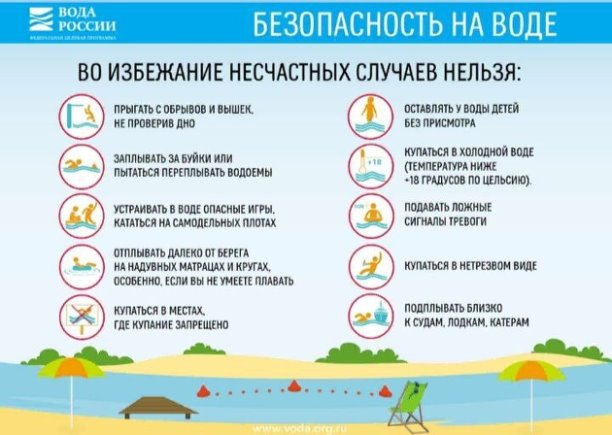 ВОДА
РОССИИ
ФЕДЕРАЛЬНАЯ ЦЕЛЕВАЯ ПРОГРАММА
БЕЗОПАСНОСТЬ НА ВОДЕ
ВО ИЗБЕЖАНИЕ НЕСЧАСТНЫХ СЛУЧАЕВ НЕЛЬЗЯ:
ПРЫГАТЬ С ОБРЫВОВ И ВЫШЕК,
НЕ ПРОВЕРИВ ДНО
ЗАПЛЫВАТЬ ЗА БУЙКИ ИЛИ
ПЫТАТЬСЯ ПЕРЕПЛЫВАТЬ ВОДОЕМЫ
УСТРАИВАТЬ В ВОДЕ ОПАСНЫЕ ИГРЫ,
КАТАТЬСЯ НА САМОДЕЛЬНЫХ ПЛОТАХ
ОТПЛЫВАТЬ ДАЛЕКО ОТ БЕРЕГА
НА НАДУВНЫХ МАТРАЦАХ И КРУГАХ,
ОСОБЕННО, ЕСЛИ ВЫ НЕ УМЕЕТЕ ПЛАВАТЬ
КУПАТЬСЯ В МЕСТАХ,
ГДЕ КУПАНИЕ ЗАПРЕЩЕНО
ОСТАВЛЯТЬ У ВОДЫ ДЕТЕЙ
БЕЗ ПРИСМОТРА
+18
КУПАТЬСЯ В ХОЛОДНОЙ ВОДЕ
(ТЕМПЕРАТУРА НИЖЕ
+18 ГРАДУСОВ ПО ЦЕЛЬСИЮ).
ПОДАВАТЬ ЛОЖНЫЕ
СИГНАЛЫ ТРЕВОГИ
КУПАТЬСЯ В НЕТРЕЗВОМ ВИДЕ
ПОДПЛЫВАТЬ БЛИЗКО
К СУДАМ, ЛОДКАМ, КАТЕРАМ
www.voda.org.ru